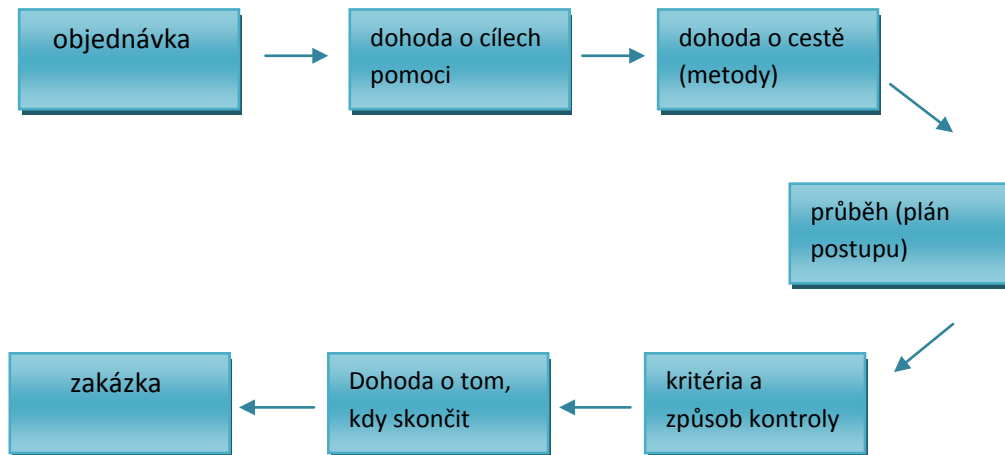 objednávka
dohoda o cílech
pomoci
dohoda o cestě
(metody)
průběh (plán
postupu)
kritéria a
způsob kontroly
Dohoda o tom,
kdy skončit
zakázka